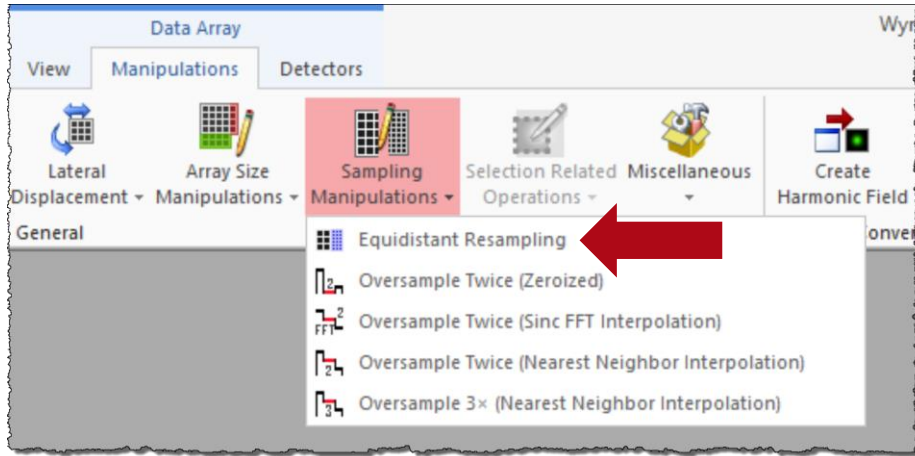 Data Array
View Manipulations Detectors
Lateral Displacement
Array Size Manipulations
Sampling Manipulations
Selection Related Operations
Miscellaneous
Create Harmonic Field
General
Equidistant Resampling
Oversample Twice (Zeroized)
Oversample Twice (Sinc FFT Interpolation)
Oversample Twice (Nearest Neighbor Interpolation)
Oversample 3× (Nearest Neighbor Interpolation)